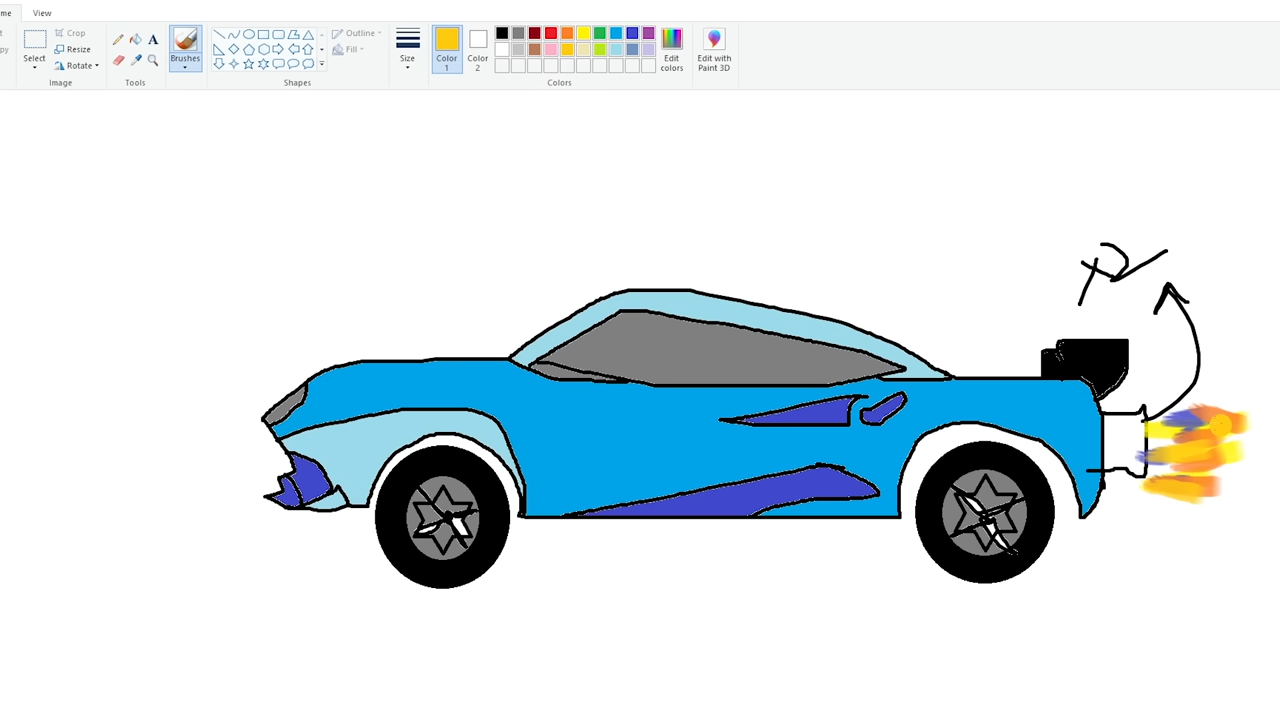 me
View
t
py
Select
Crop
Resize
Rotate
Image
A
Tools
Brushes
Shapes
Outline
Fill
Size
Color
1
Color
2
Edit
colors
Edit with
Paint 3D
Colors